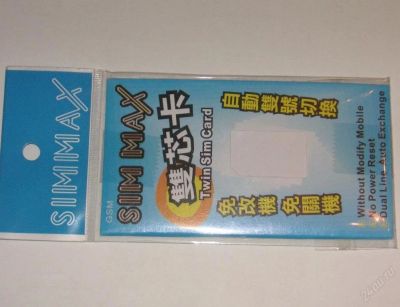 SIMMAX
GSM
SIM MAX
雙芯卡
Twin Sim Card
自動雙號切換
免改機 免關機
Without Modify Mobile
No Power Reset
Dual Line Auto Exchange